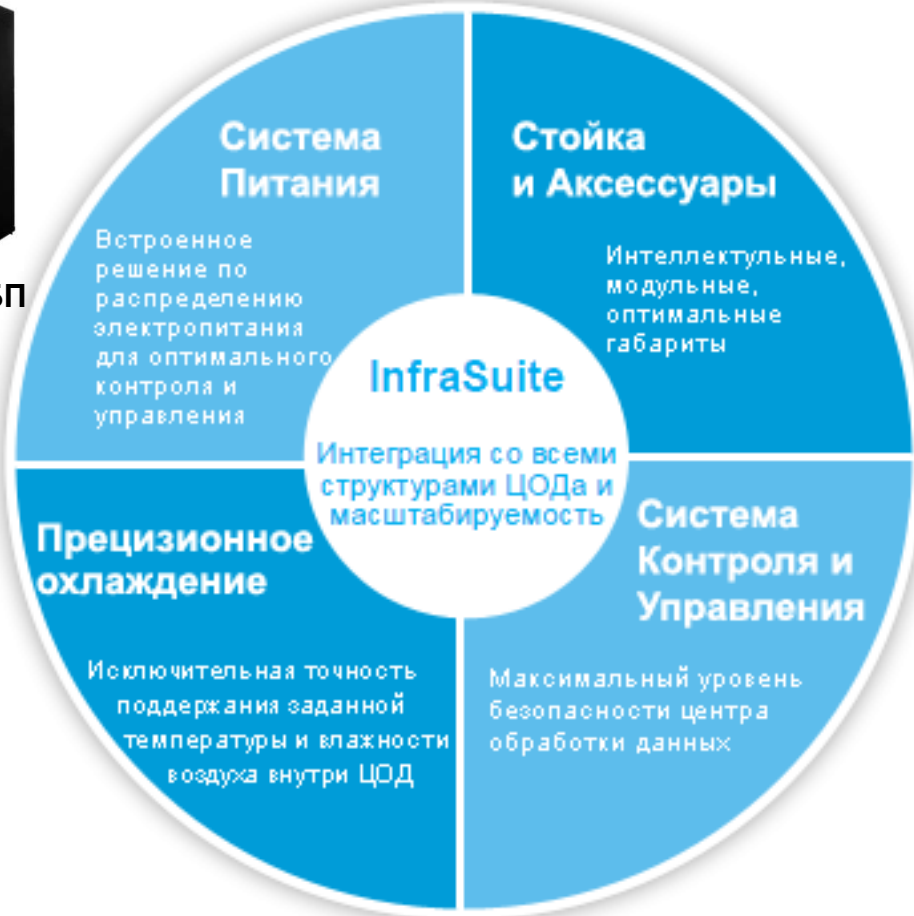 Система
Питания
Встроенное
решение по
распределению
электропитания
для оптимального
контроля и
управления
Стойка
и Аксессуары
Интеллектульные,
модульные,
оптимальные
габариты
InfraSuite
Интеграция со всеми
структурами ЦОДа и
масштабируемость
Прецизионное
охлаждение
Исключительная точность
поддержания заданной
температуры и влажности
воздуха внутри ЦОД
Система
Контроля и
Управления
Максимальный уровень
безопасности центра
обработки данных